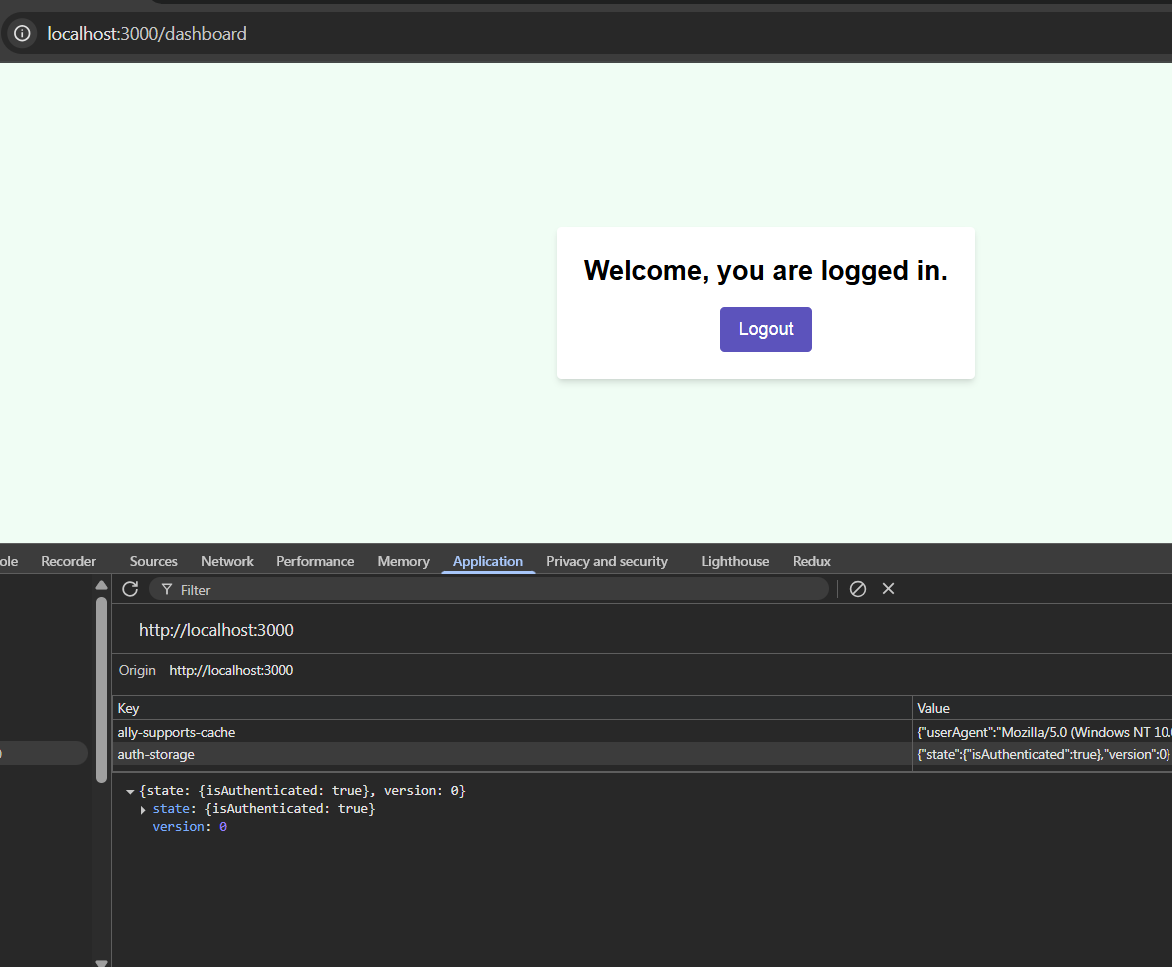 localhost:3000/dashboard
Welcome, you are logged in.
Logout
ole Recorder Sources Network Performance Memory Application Privacy and security Lighthouse Redux
Filter
http://localhost:3000
Origin http://localhost:3000
Key Value
ally-supports-cache {"userAgent":"Mozilla/5.0 (Windows NT 10.0
auth-storage {"state":{"isAuthenticated":true},"version":0}
{state: {isAuthenticated: true}, version: 0}
state: {isAuthenticated: true}
version: 0